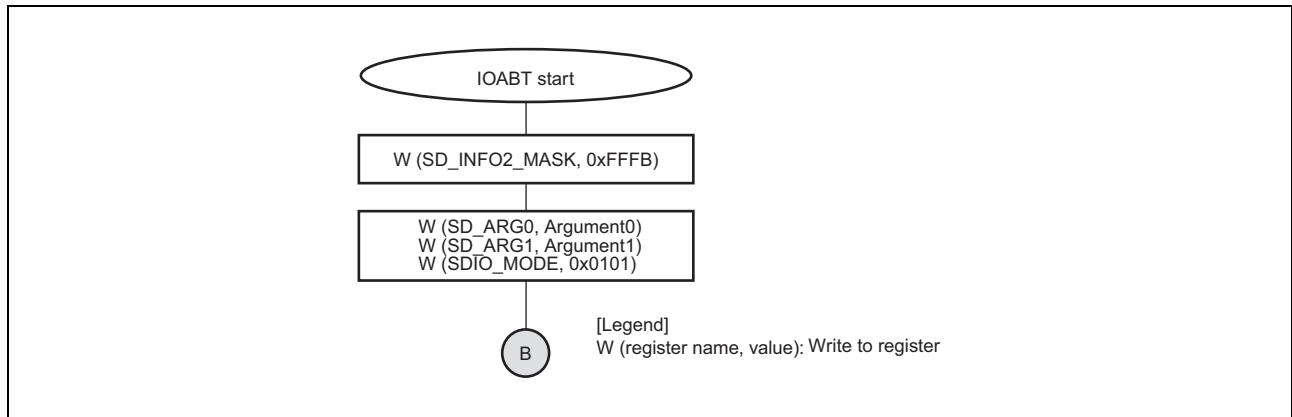 IOABT start
W (SD_INFO2_MASK, 0xFFFB)
W (SD_ARG0, Argument0)
W (SD_ARG1, Argument1)
W (SDIO_MODE, 0x0101)
B
[Legend]
W (register name, value): Write to register